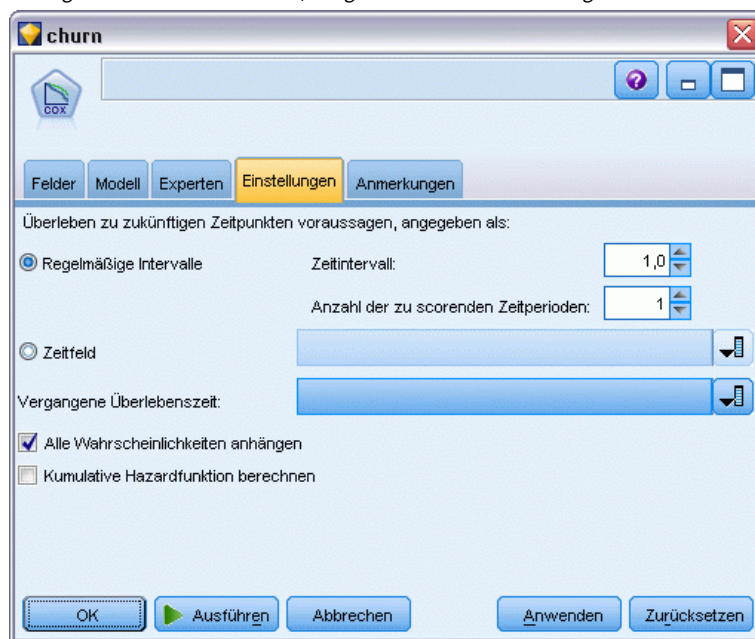 churn
COX
Felder Modell Experten Einstellungen Anmerkungen
Überleben zu zukünftigen Zeitpunkten voraussagen, angegeben als:
Regelmäßige Intervalle Zeitintervall: 1,0
Anzahl der zu scorenden Zeitperioden: 1
Zeitfeld
Vergangene Überlebenszeit:
Alle Wahrscheinlichkeiten anhängen
Kumulative Hazardfunktion berechnen
OK Ausführen Abbrechen Anwenden Zurücksetzen